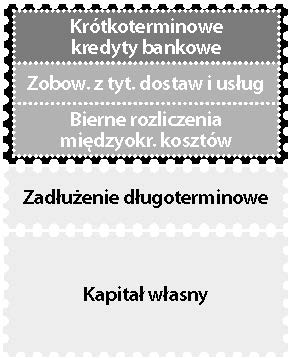 Krótkoterminowe
kredyty bankowe
Zobow. z tyt. dostaw i usług
Bierne rozliczenia
międzyokr. kosztów
Zadłużenie długoterminowe
Kapitał własny